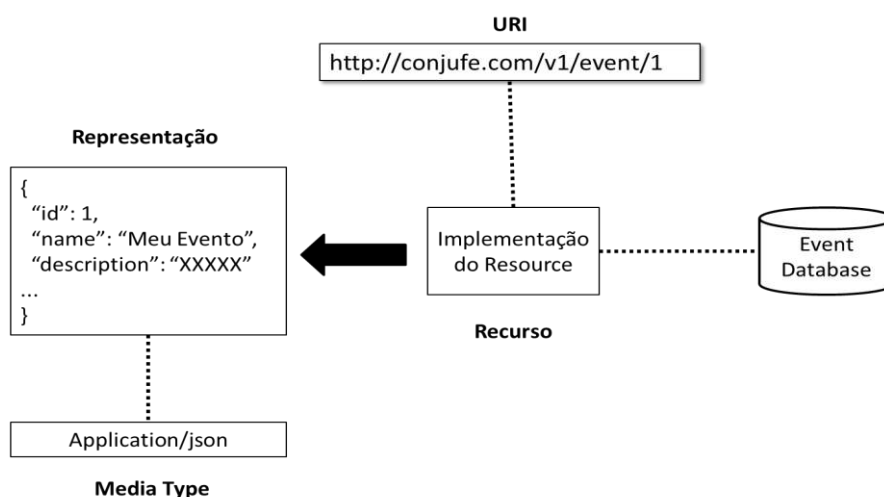 URI
http://conjufe.com/v1/event/1
Representação
{
“id”: 1,
“name”: “Meu Evento”,
“description”: “XXXXX”
...
}
Implementação
do Resource
Event
Database
Recurso
Application/json
Media Type